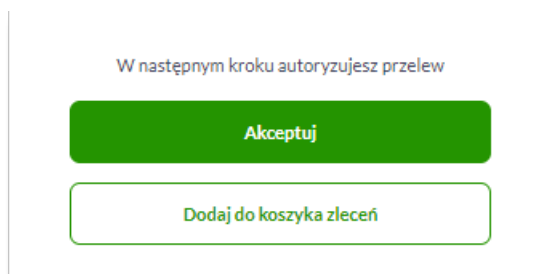 W następnym kroku autoryzujesz przelew
Akceptuj
Dodaj do koszyka zleceń